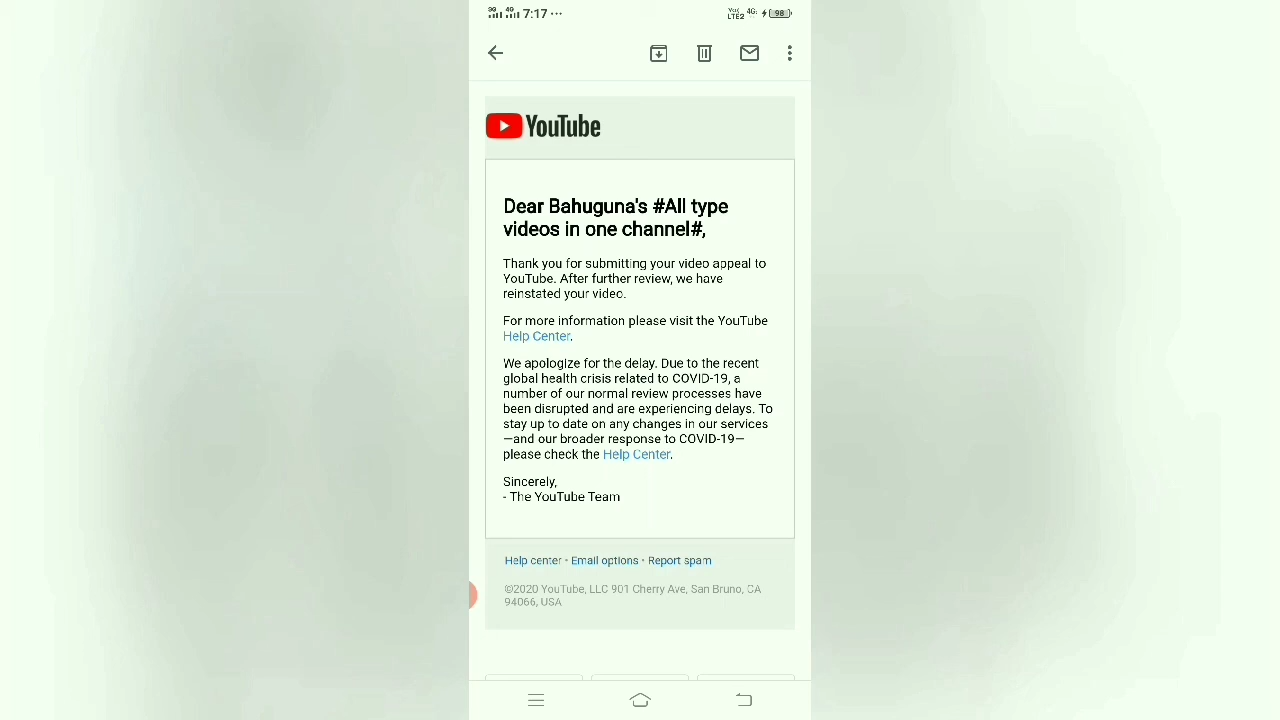 3G 4G 7:17 ··· LTE2 4G 98
YouTube
Dear Bahuguna's #All type
videos in one channel#,
Thank you for submitting your video appeal to
YouTube. After further review, we have
reinstated your video.
For more information please visit the YouTube
Help Center.
We apologize for the delay. Due to the recent
global health crisis related to COVID-19, a
number of our normal review processes have
been disrupted and are experiencing delays. To
stay up to date on any changes in our services
—and our broader response to COVID-19—
please check the Help Center.
Sincerely,
- The YouTube Team
Help center • Email options • Report spam
©2020 YouTube, LLC 901 Cherry Ave, San Bruno, CA
94066, USA